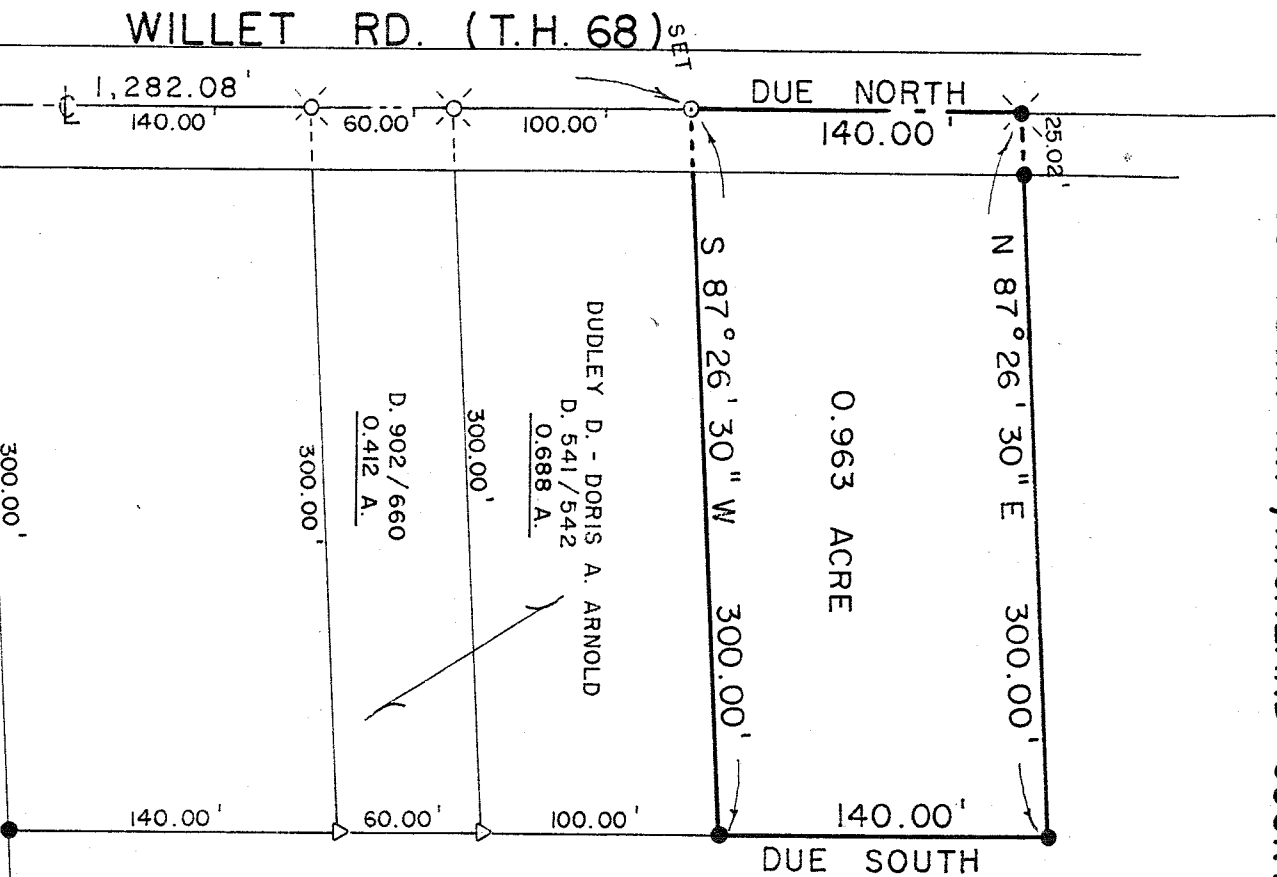 WILLET RD. (T.H. 68)
SET
1,282.08'
DUE NORTH
140.00'
60.00'
100.00'
140.00'
25.02'
S 87° 26' 30" W 300.00'
N 87° 26' 30" E 300.00'
0.963 ACRE
DUDLEY D. - DORIS A. ARNOLD
D. 541/542
0.688 A.
300.00'
D. 902/660
0.412 A.
300.00'
300.00'
140.00'
60.00'
100.00'
140.00'
DUE SOUTH